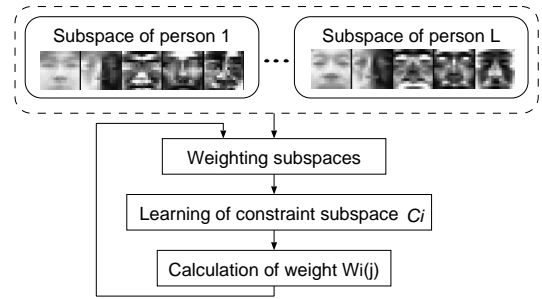 Subspace of person 1
Subspace of person L
Weighting subspaces
Learning of constraint subspace Ci
Calculation of weight Wi(j)